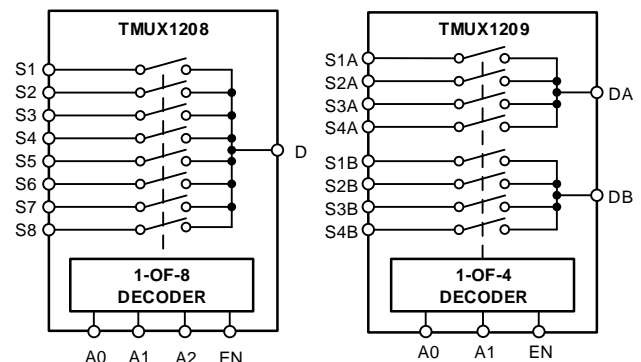 TMUX1208
S1
S2
S3
S4
S5
S6
S7
S8
D
1-OF-8
DECODER
A0 A1 A2 EN
TMUX1209
S1A
S2A
S3A
S4A
S1B
S2B
S3B
S4B
DA
DB
1-OF-4
DECODER
A0 A1 EN